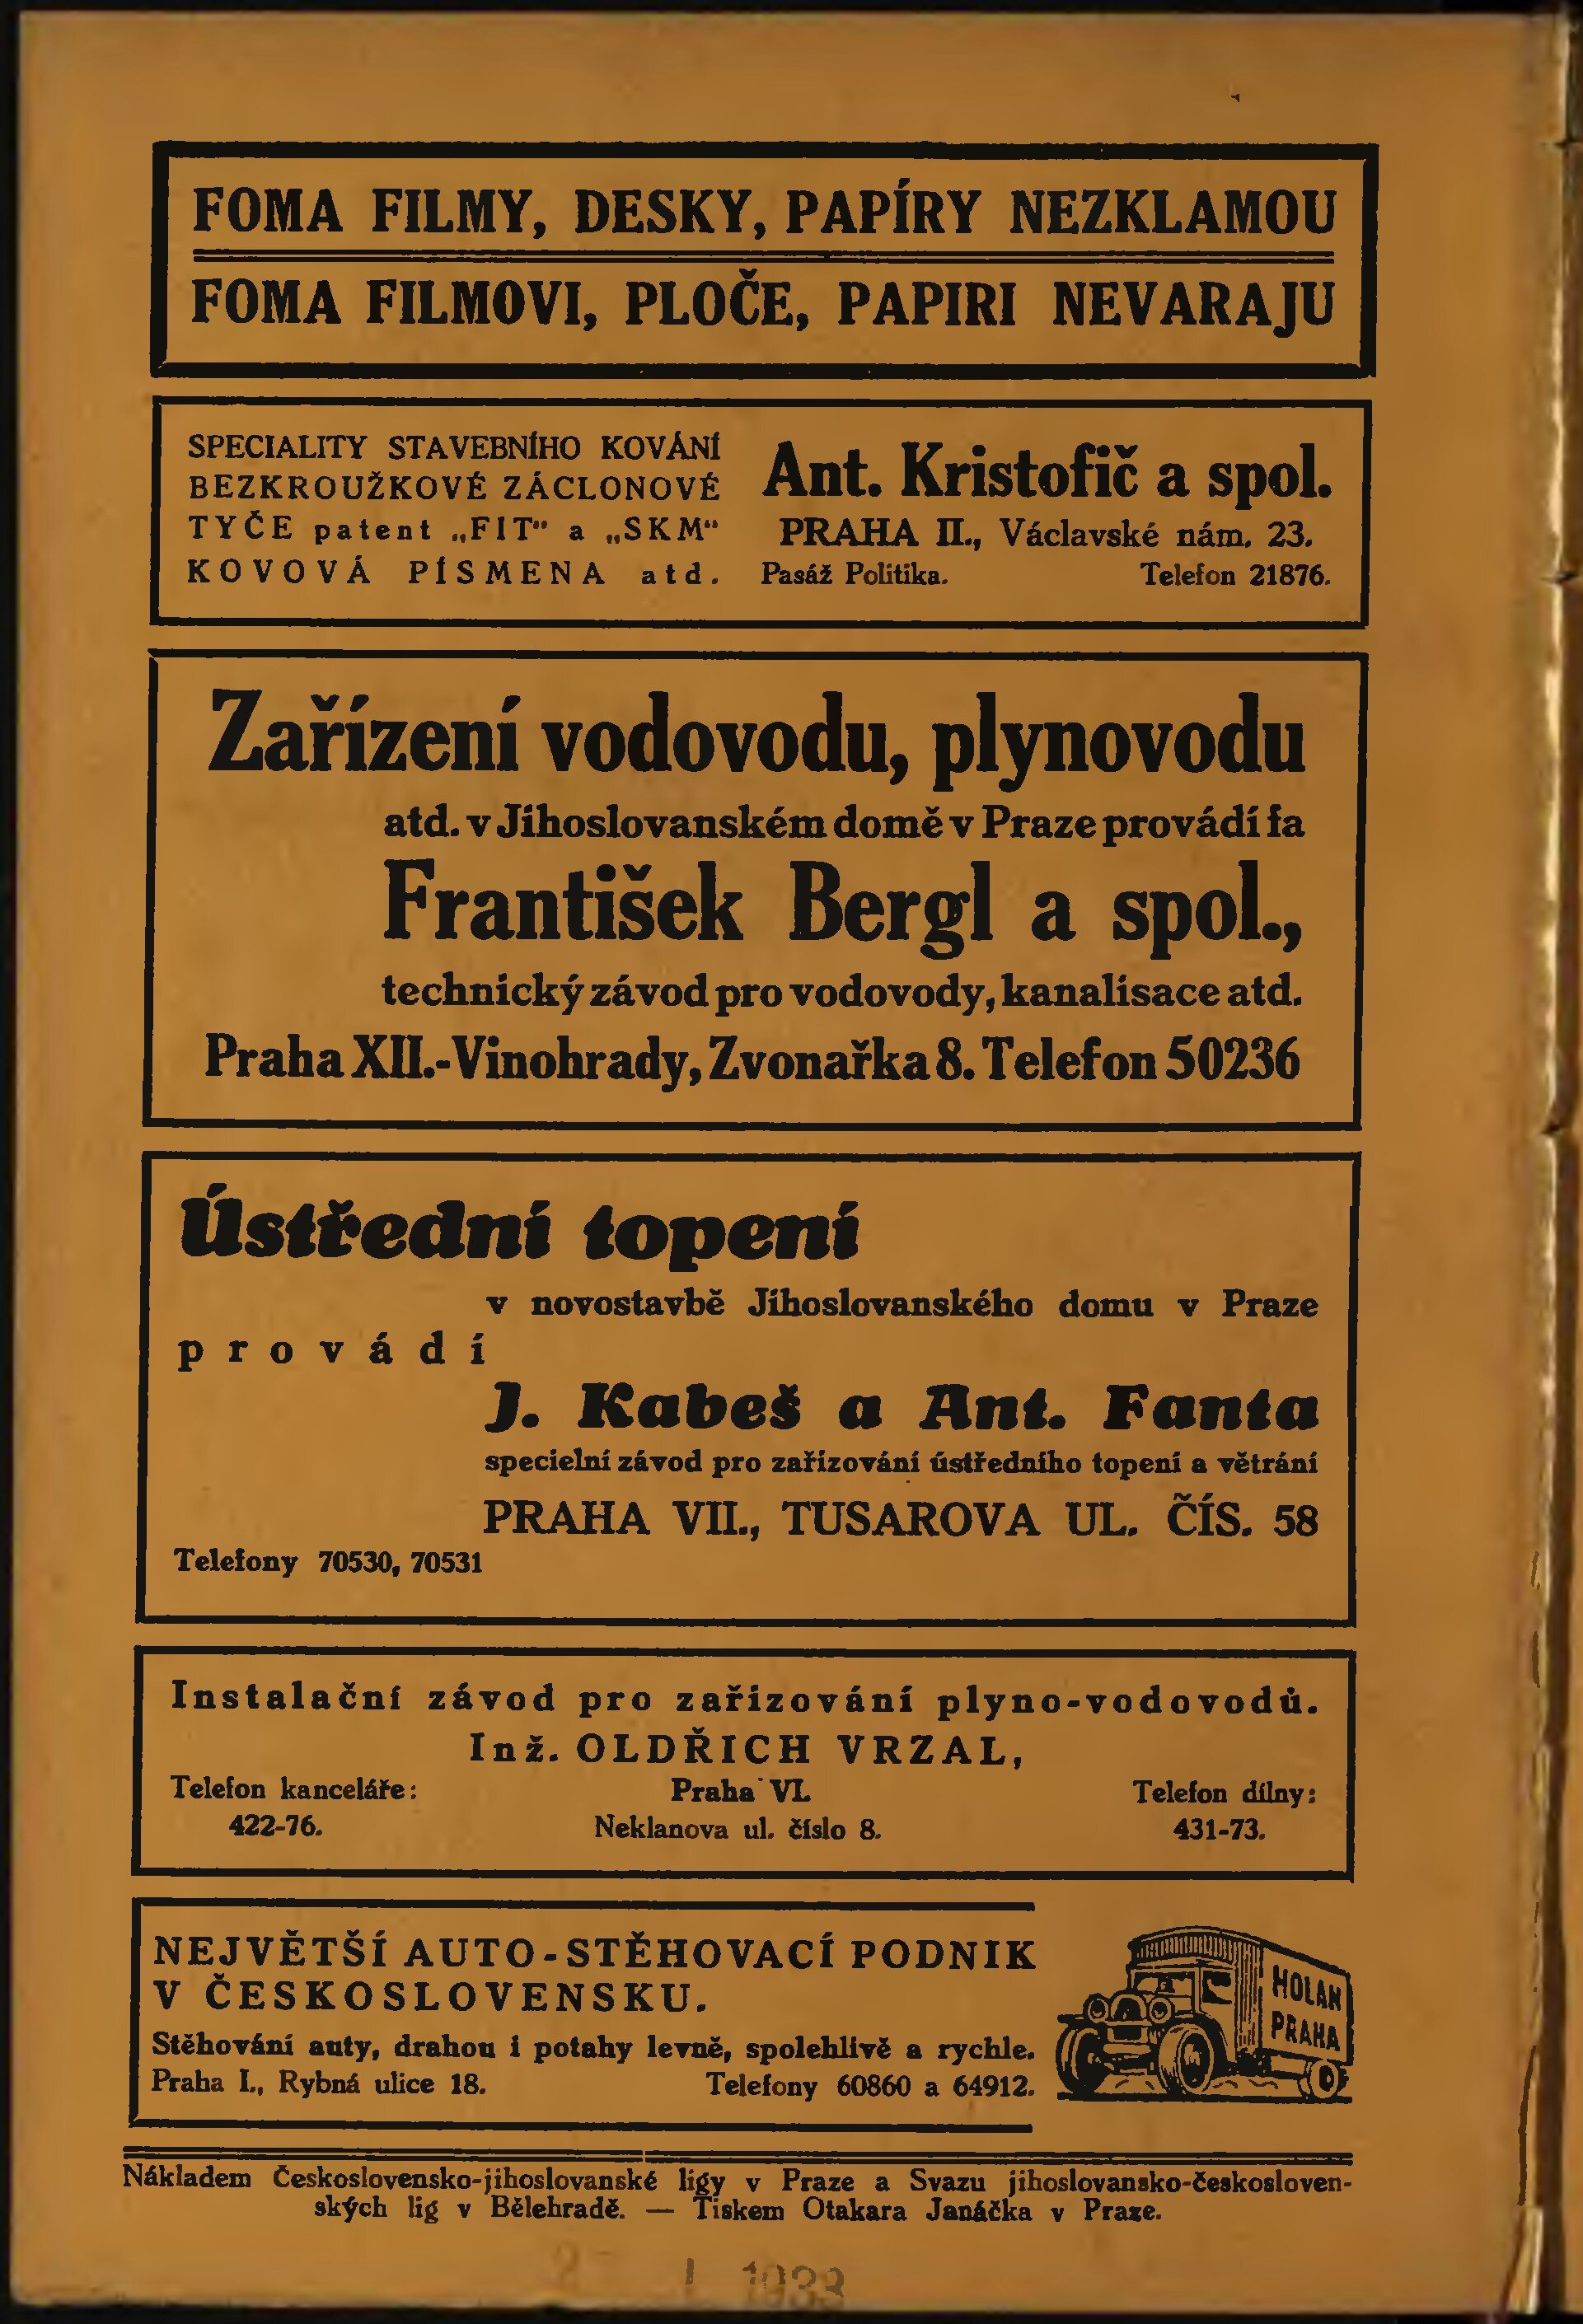 FOMA FILMY, DESKY, PAPÍRY NEZKLAMOU
FOMA FILMOVI, PLOČE, PAPIRI NEVARAJU
SPECIALITY STAVEBNÍHO KOVÁNÍ
BEZKROUŽKOVÉ ZÁCLONOVÉ
TYČE patent „FIT" a „SKM"
KOVOVÁ PÍSMENA atd.
Ant. Kristofič a spol.
PRAHA II., Václavské nám. 23.
Pasáž Politika. Telefon 21876.
Zařízení vodovodu, plynovodu
atd. v Jihoslovanském domě v Praze provádí fa
František Bergl a spol.,
technický závod pro vodovody, kanalisace atd.
Praha XII.-Vinohrady, Zvonařka 8. Telefon 50236
Ústřední topení
v novostavbě Jihoslovanského domu v Praze
provádí
J. Kabeš a Ant. Fanta
specielní závod pro zařizování ústředního topení a větrání
PRAHA VII., TUSAROVA UL. ČÍS. 58
Telefony 70530, 70531
Instalační závod pro zařizování plyno-vodovodů.
Inž. OLDŘICH VRZAL,
Telefon kanceláře: Praha VI. Telefon dílny:
422-76. Neklanova ul. číslo 8. 431-73.
NEJVĚTŠÍ AUTO-STĚHOVACÍ PODNIK
V ČESKOSLOVENSKU.
Stěhování auty, drahou i potahy levně, spolehlivě a rychle.
Praha I., Rybná ulice 18. Telefony 60860 a 64912.
HOLAN
PRAHA
Nákladem Československo-jihoslovanské ligy v Praze a Svazu jihoslovansko-českosloven-
ských lig v Bělehradě. — Tiskem Otakara Janáčka v Praze.
I 1933